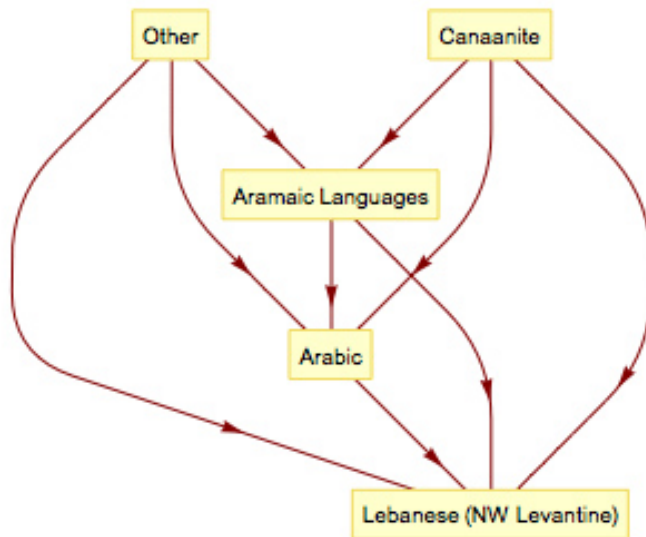 Other
Canaanite
Aramaic Languages
Arabic
Lebanese (NW Levantine)